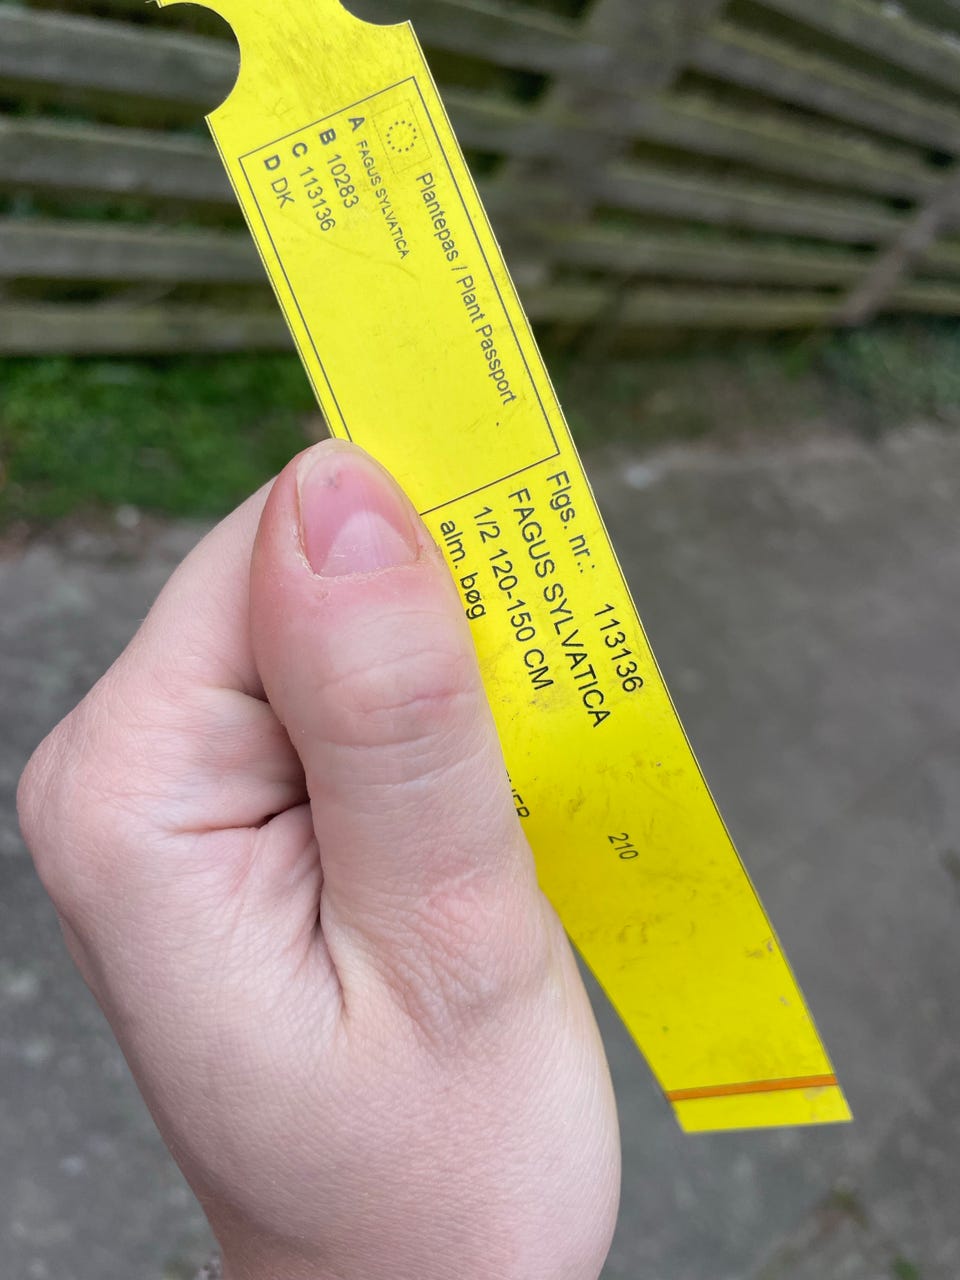 Plantepas / Plant Passport
A FAGUS SYLVATICA
B 10283
C 113136
D DK
Flgs. nr.: 113136
FAGUS SYLVATICA
1/2 120-150 CM
alm. bøg
210